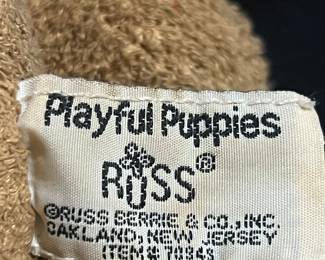 Playful Puppies
RUSS®
©RUSS BERRIE & CO., INC.
OAKLAND, NEW JERSEY
ITEM#